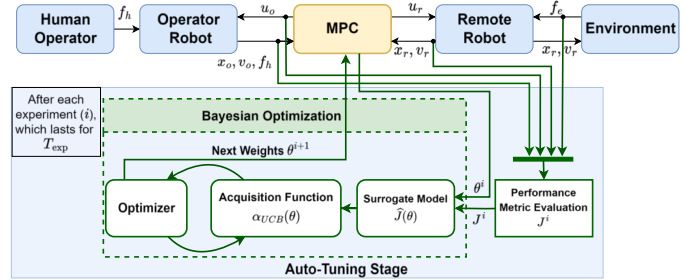 Human
Operator
f_h
Operator
Robot
u_o
x_o, v_o, f_h
MPC
u_r
x_r, v_r
Remote
Robot
f_e
x_r, v_r
Environment
After each
experiment (i),
which lasts for
T_exp
Bayesian Optimization
Next Weights θ^{i+1}
Optimizer
Acquisition Function
α_{UCB}(θ)
Surrogate Model
Ĵ(θ)
θ^i
J^i
Performance
Metric Evaluation
J^i
Auto-Tuning Stage